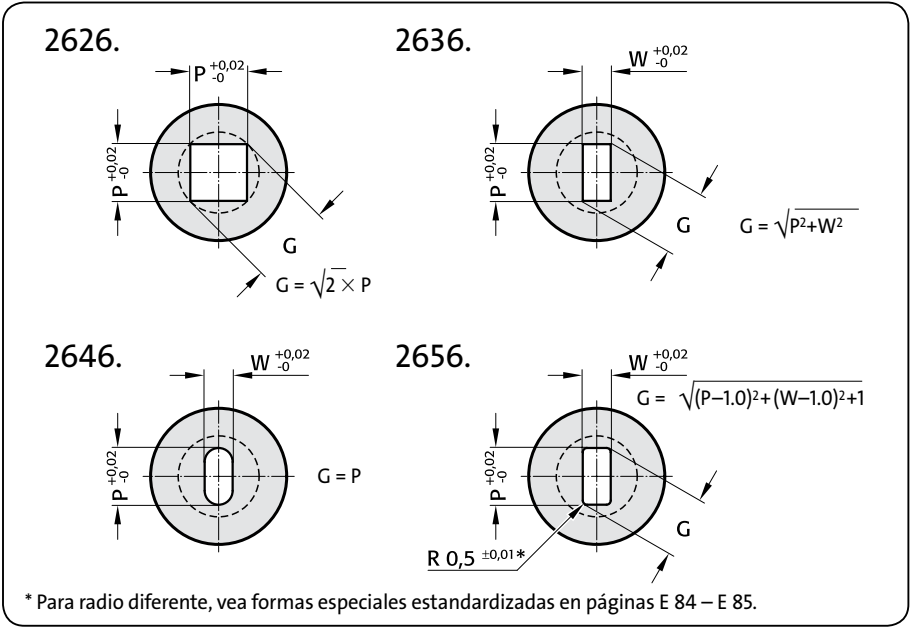 2626.
P +0,02 -0
P +0,02 -0
G
G = √2 × P
2636.
W +0,02 -0
P +0,02 -0
G
G = √P²+W²
2646.
W +0,02 -0
P +0,02 -0
G = P
2656.
W +0,02 -0
G = √(P–1.0)²+(W–1.0)²+1
P +0,02 -0
G
R 0,5 ±0,01*
* Para radio diferente, vea formas especiales estandardizadas en páginas E 84 – E 85.